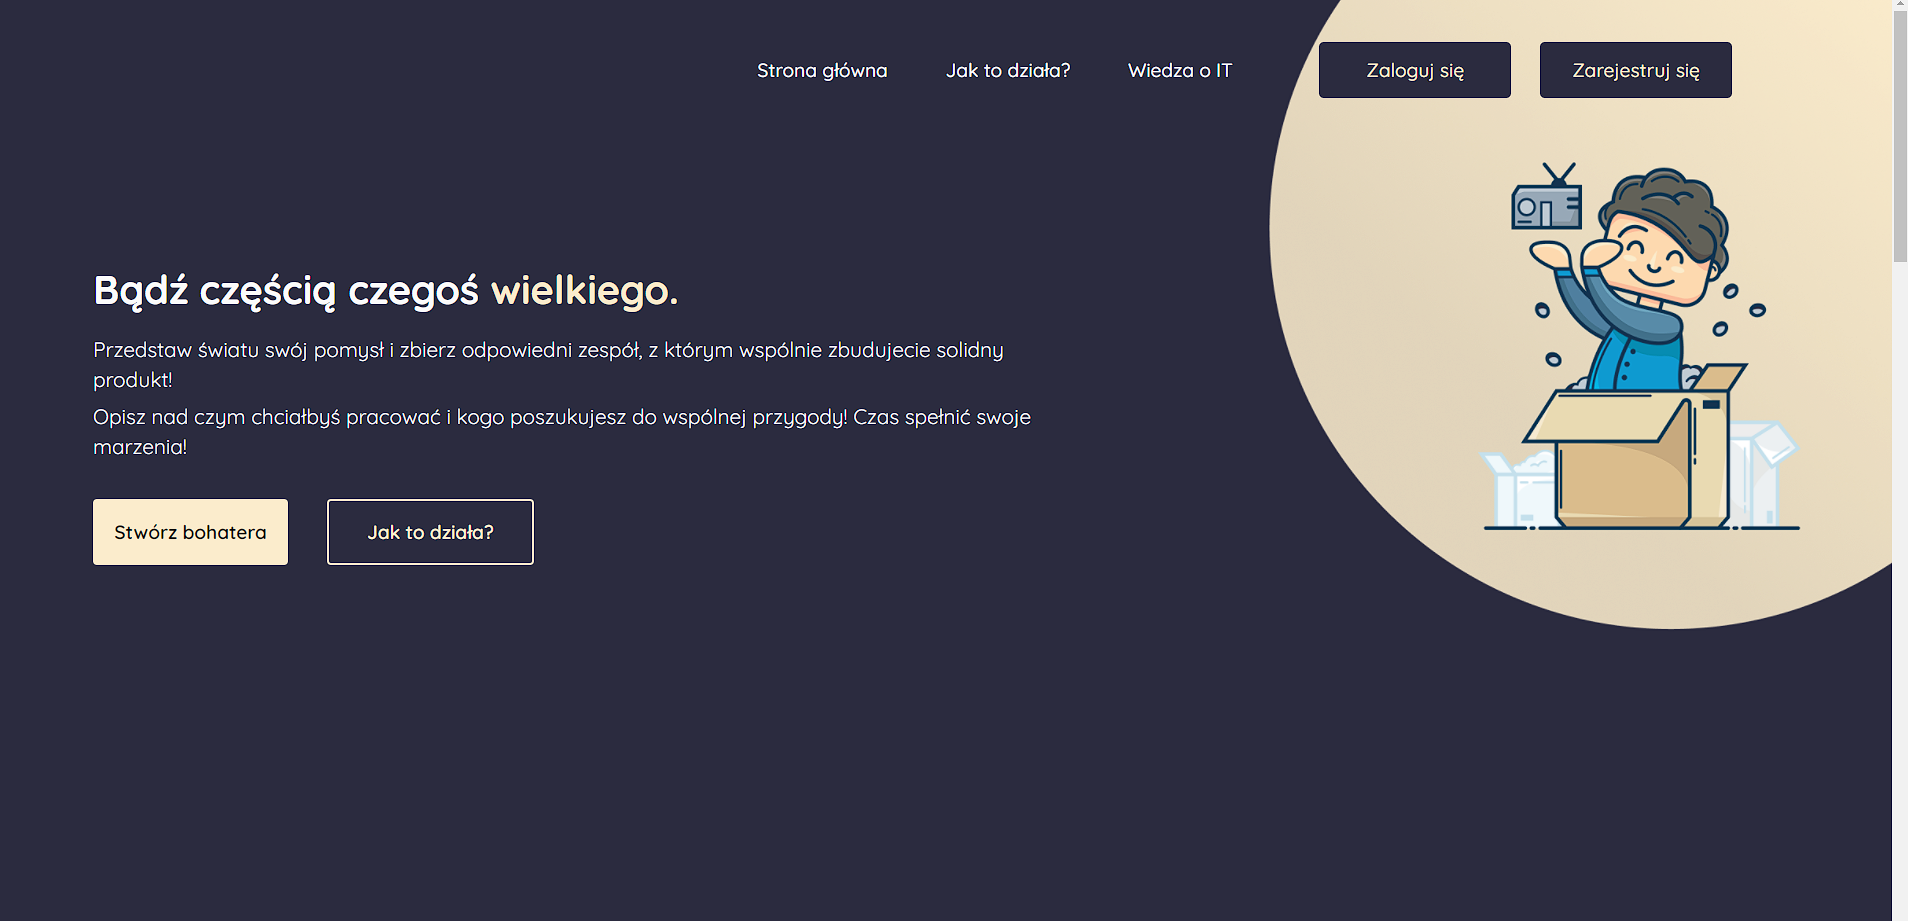 Strona główna
Jak to działa?
Wiedza o IT
Zaloguj się
Zarejestruj się
Bądź częścią czegoś wielkiego.
Przedstaw światu swój pomysł i zbierz odpowiedni zespół, z którym wspólnie zbudujecie solidny
produkt!
Opisz nad czym chciałbyś pracować i kogo poszukujesz do wspólnej przygody! Czas spełnić swoje
marzenia!
Stwórz bohatera
Jak to działa?